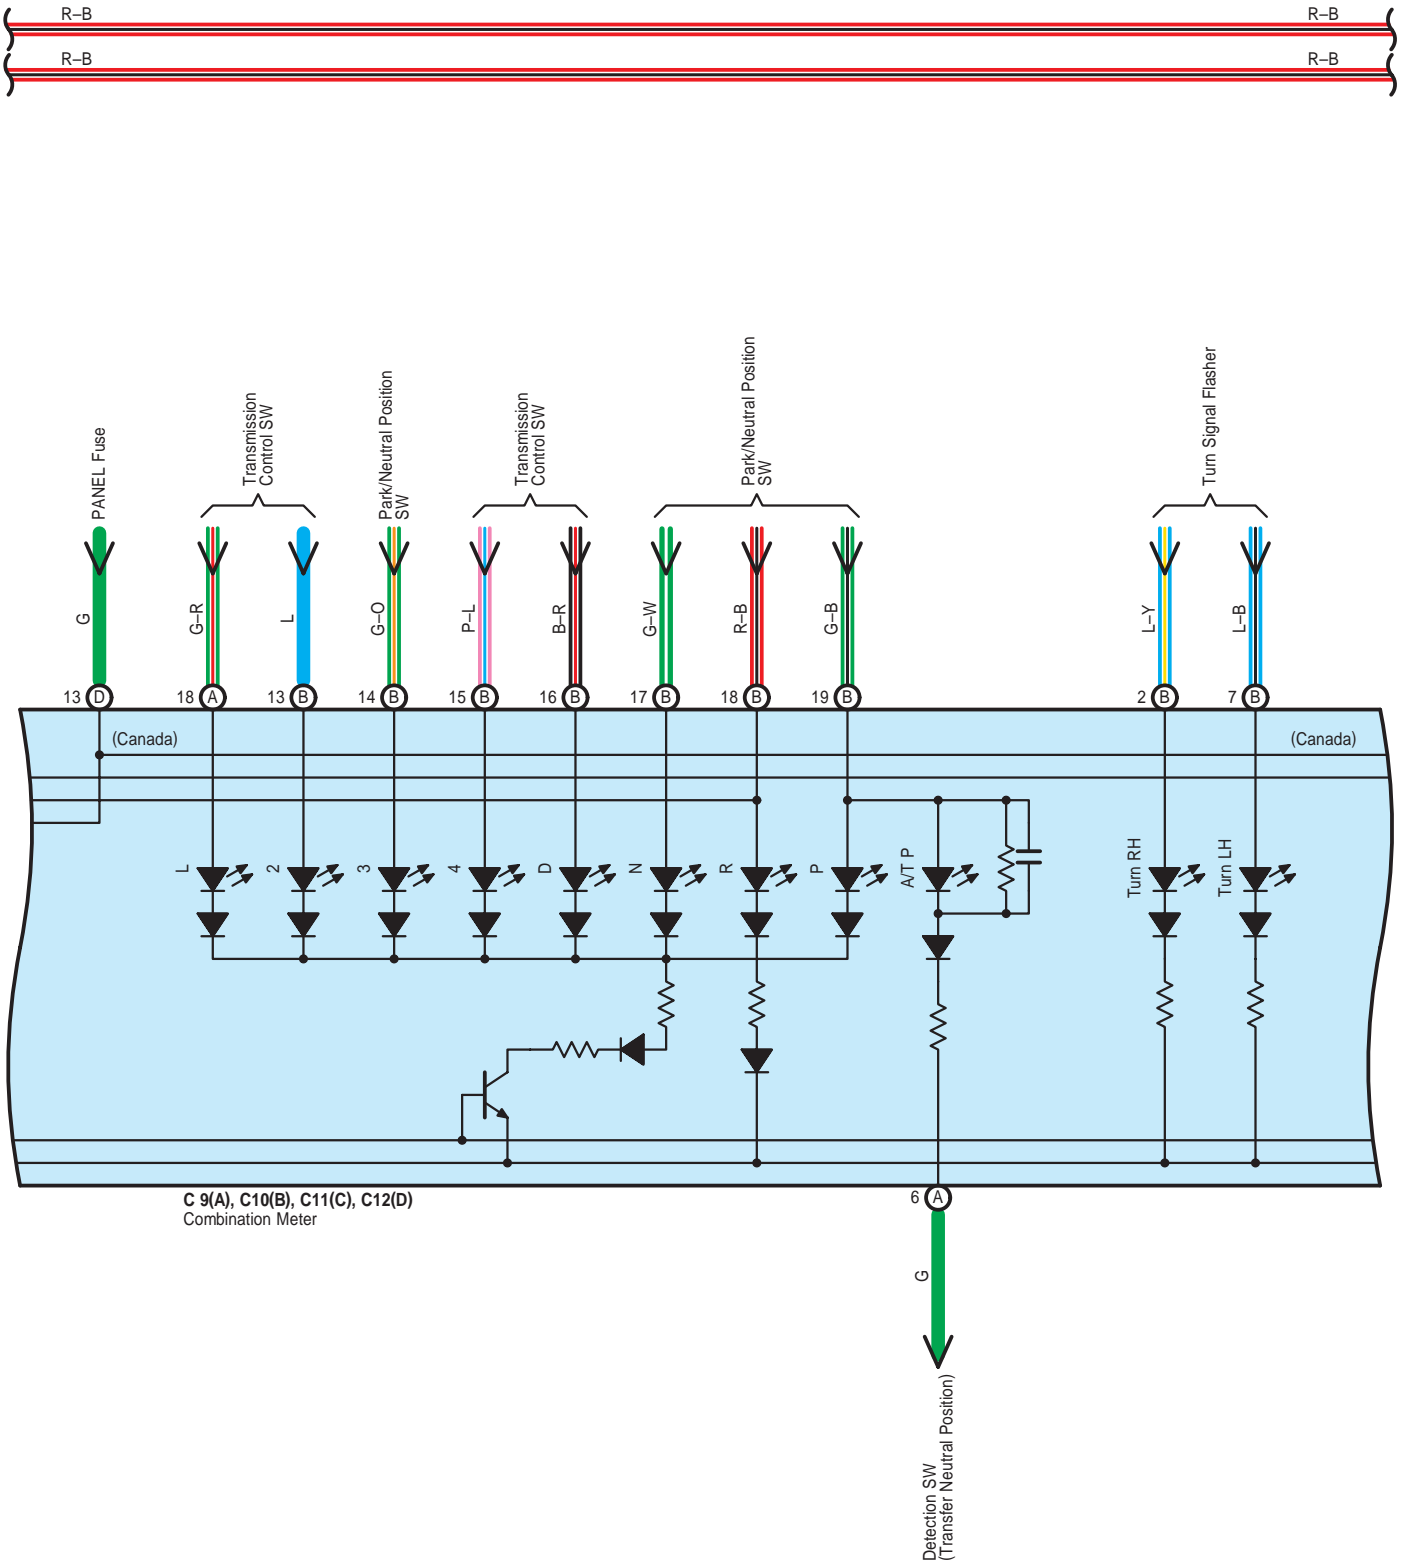 R–B R–B
R–B R–B
PANEL Fuse
Transmission
Control SW
Park/Neutral Position
SW
Transmission
Control SW
Park/Neutral Position
SW
Turn Signal Flasher
G G–R L G–O P–L B–R G–W R–B G–B L–Y L–B
13 D 18 A 13 B 14 B 15 B 16 B 17 B 18 B 19 B 2 B 7 B
(Canada) (Canada)
L 2 3 4 D N R P A/T P Turn RH Turn LH
C 9(A), C10(B), C11(C), C12(D)
Combination Meter
6 A
G
Detection SW
(Transfer Neutral Position)